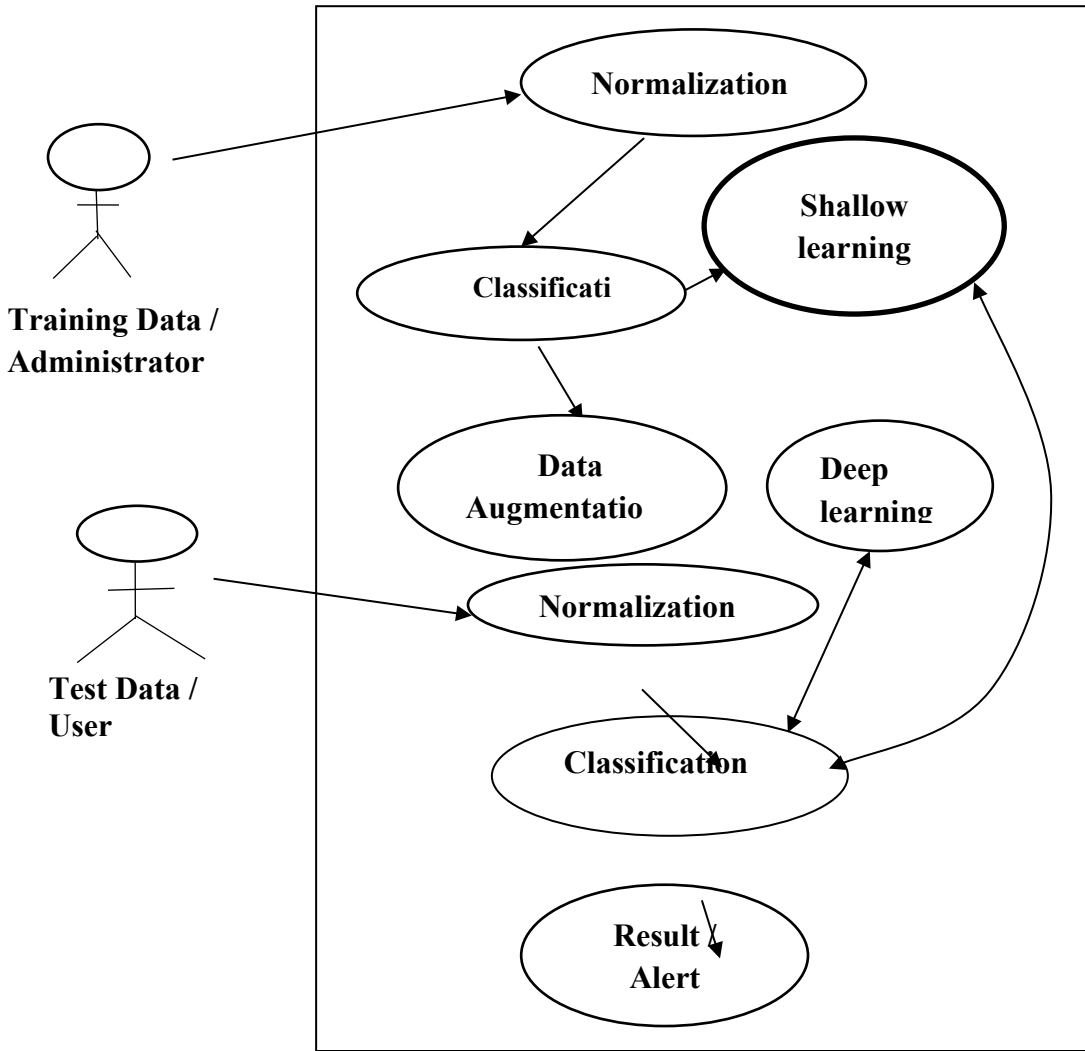 Normalization
Shallow
learning
Classificati
Training Data /
Administrator
Data
Augmentatio
Deep
learning
Normalization
Test Data /
User
Classification
Result /
Alert